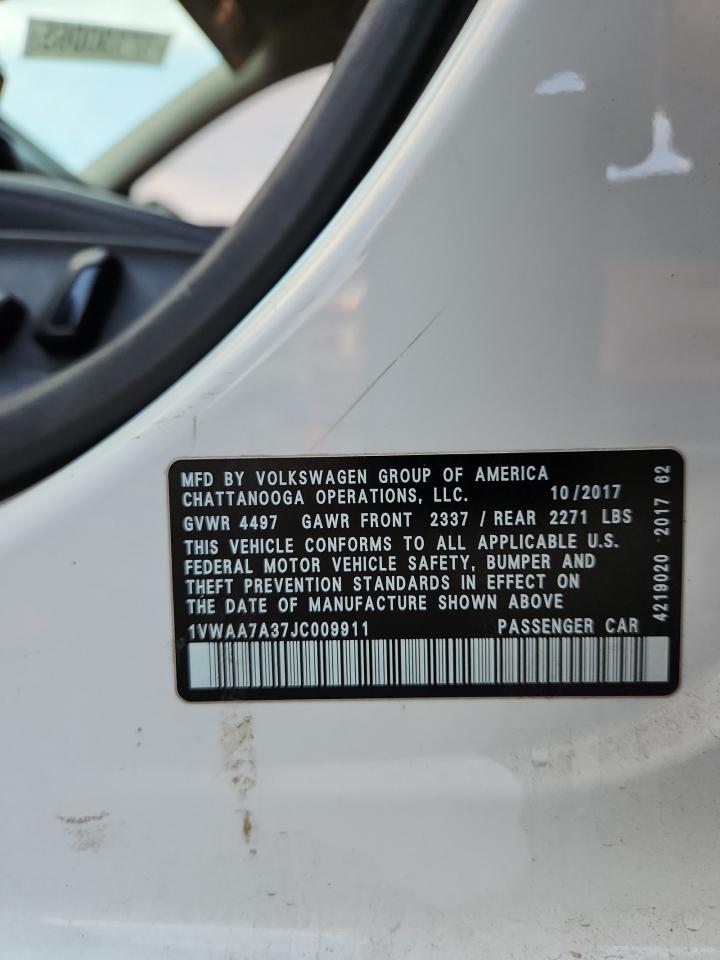 MFD BY VOLKSWAGEN GROUP OF AMERICA
CHATTANOOGA OPERATIONS, LLC. 10/2017
GVWR 4497 GAWR FRONT 2337 / REAR 2271 LBS
THIS VEHICLE CONFORMS TO ALL APPLICABLE U.S.
FEDERAL MOTOR VEHICLE SAFETY, BUMPER AND
THEFT PREVENTION STANDARDS IN EFFECT ON
THE DATE OF MANUFACTURE SHOWN ABOVE
1VWAA7A37JC009911 PASSENGER CAR
4219020 2017 62